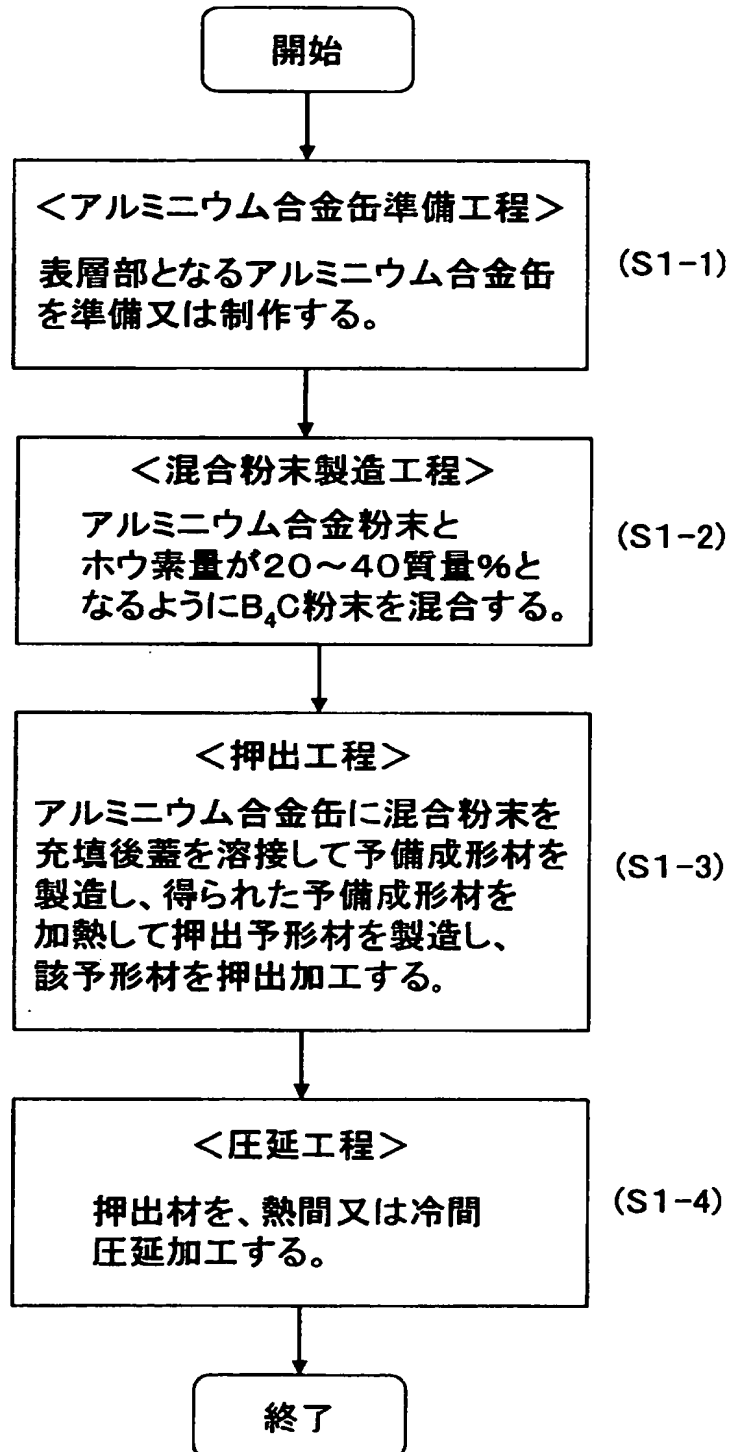 開始
<アルミニウム合金缶準備工程>
表層部となるアルミニウム合金缶
を準備又は制作する。
(S1-1)
<混合粉末製造工程>
アルミニウム合金粉末と
ホウ素量が20～40質量%と
なるようにB₄C粉末を混合する。
(S1-2)
<押出工程>
アルミニウム合金缶に混合粉末を
充填後蓋を溶接して予備成形材を
製造し、得られた予備成形材を
加熱して押出予形材を製造し、
該予形材を押出加工する。
(S1-3)
<圧延工程>
押出材を、熱間又は冷間
圧延加工する。
(S1-4)
終了